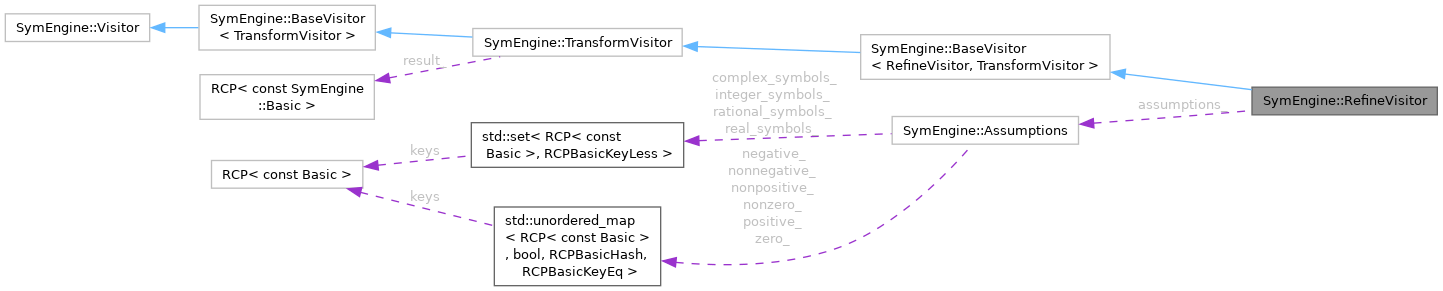 SymEngine::Visitor
SymEngine::BaseVisitor
< TransformVisitor >
SymEngine::TransformVisitor
result
RCP< const SymEngine
::Basic >
SymEngine::BaseVisitor
< RefineVisitor, TransformVisitor >
SymEngine::RefineVisitor
assumptions_
SymEngine::Assumptions
complex_symbols_
integer_symbols_
rational_symbols_
real_symbols_
std::set< RCP< const
Basic >, RCPBasicKeyLess >
keys
RCP< const Basic >
keys
negative_
nonnegative_
nonpositive_
nonzero_
positive_
zero_
std::unordered_map
< RCP< const Basic >
, bool, RCPBasicHash,
RCPBasicKeyEq >